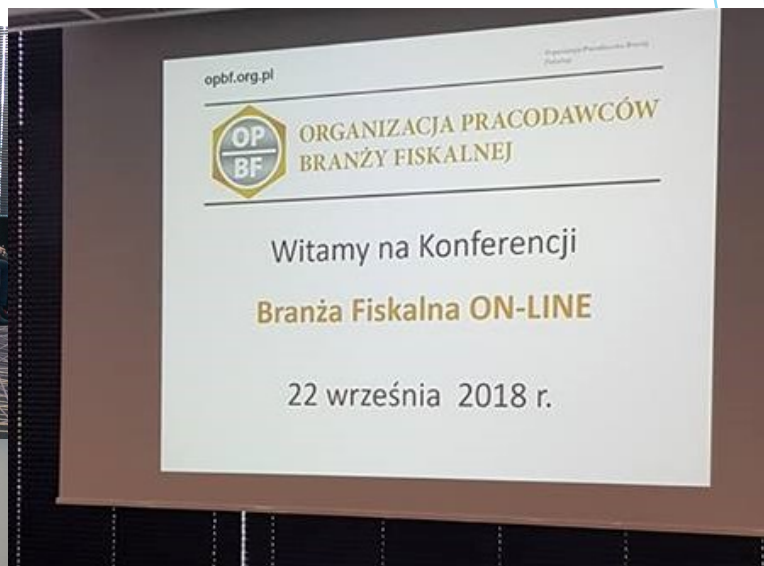 opbf.org.pl
OP
BF
ORGANIZACJA PRACODAWCÓW
BRANŻY FISKALNEJ
Witamy na Konferencji
Branża Fiskalna ON-LINE
22 września 2018 r.